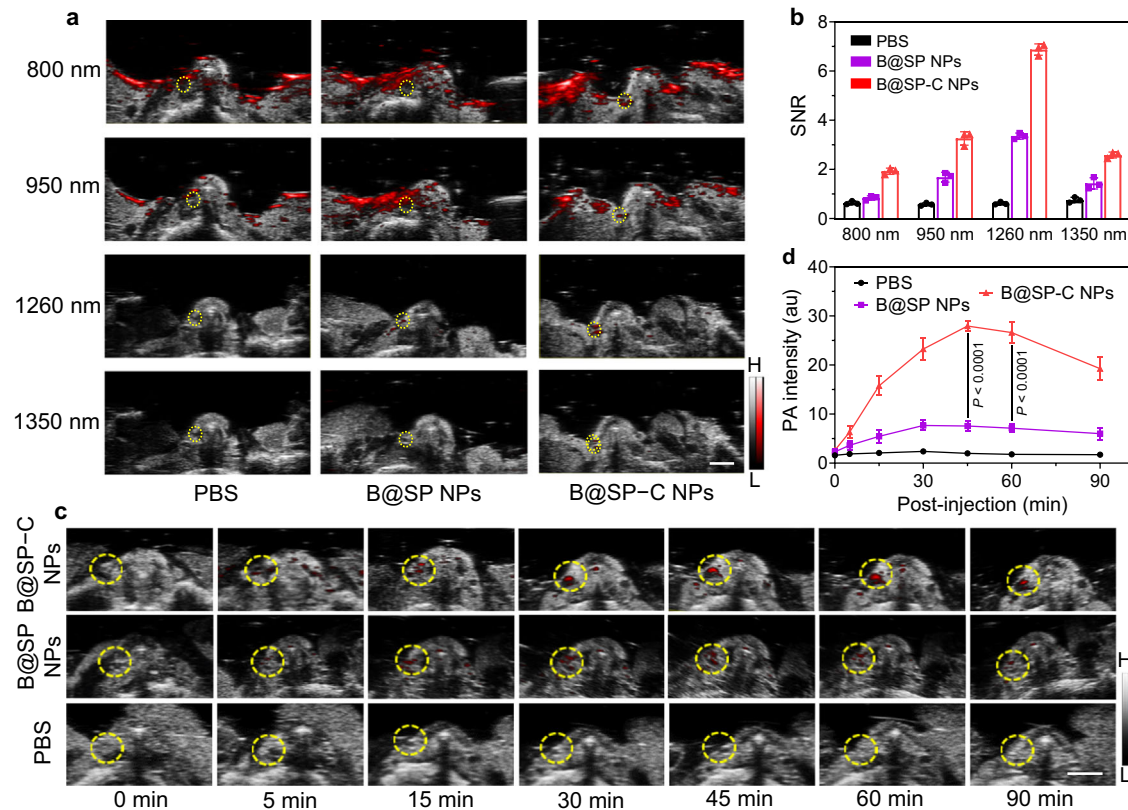 a
800 nm
950 nm
1260 nm
1350 nm
H
L
PBS
B@SP NPs
B@SP−C NPs
b
SNR
8
6
4
2
0
PBS
B@SP NPs
B@SP-C NPs
800 nm
950 nm
1260 nm
1350 nm
d
PA intensity (au)
40
30
20
10
0
PBS
B@SP NPs
B@SP-C NPs
P < 0.0001
P < 0.0001
0
15
30
45
60
75
90
Post-injection (min)
c
B@SP−C
NPs
B@SP
NPs
PBS
H
L
0 min
5 min
15 min
30 min
45 min
60 min
90 min